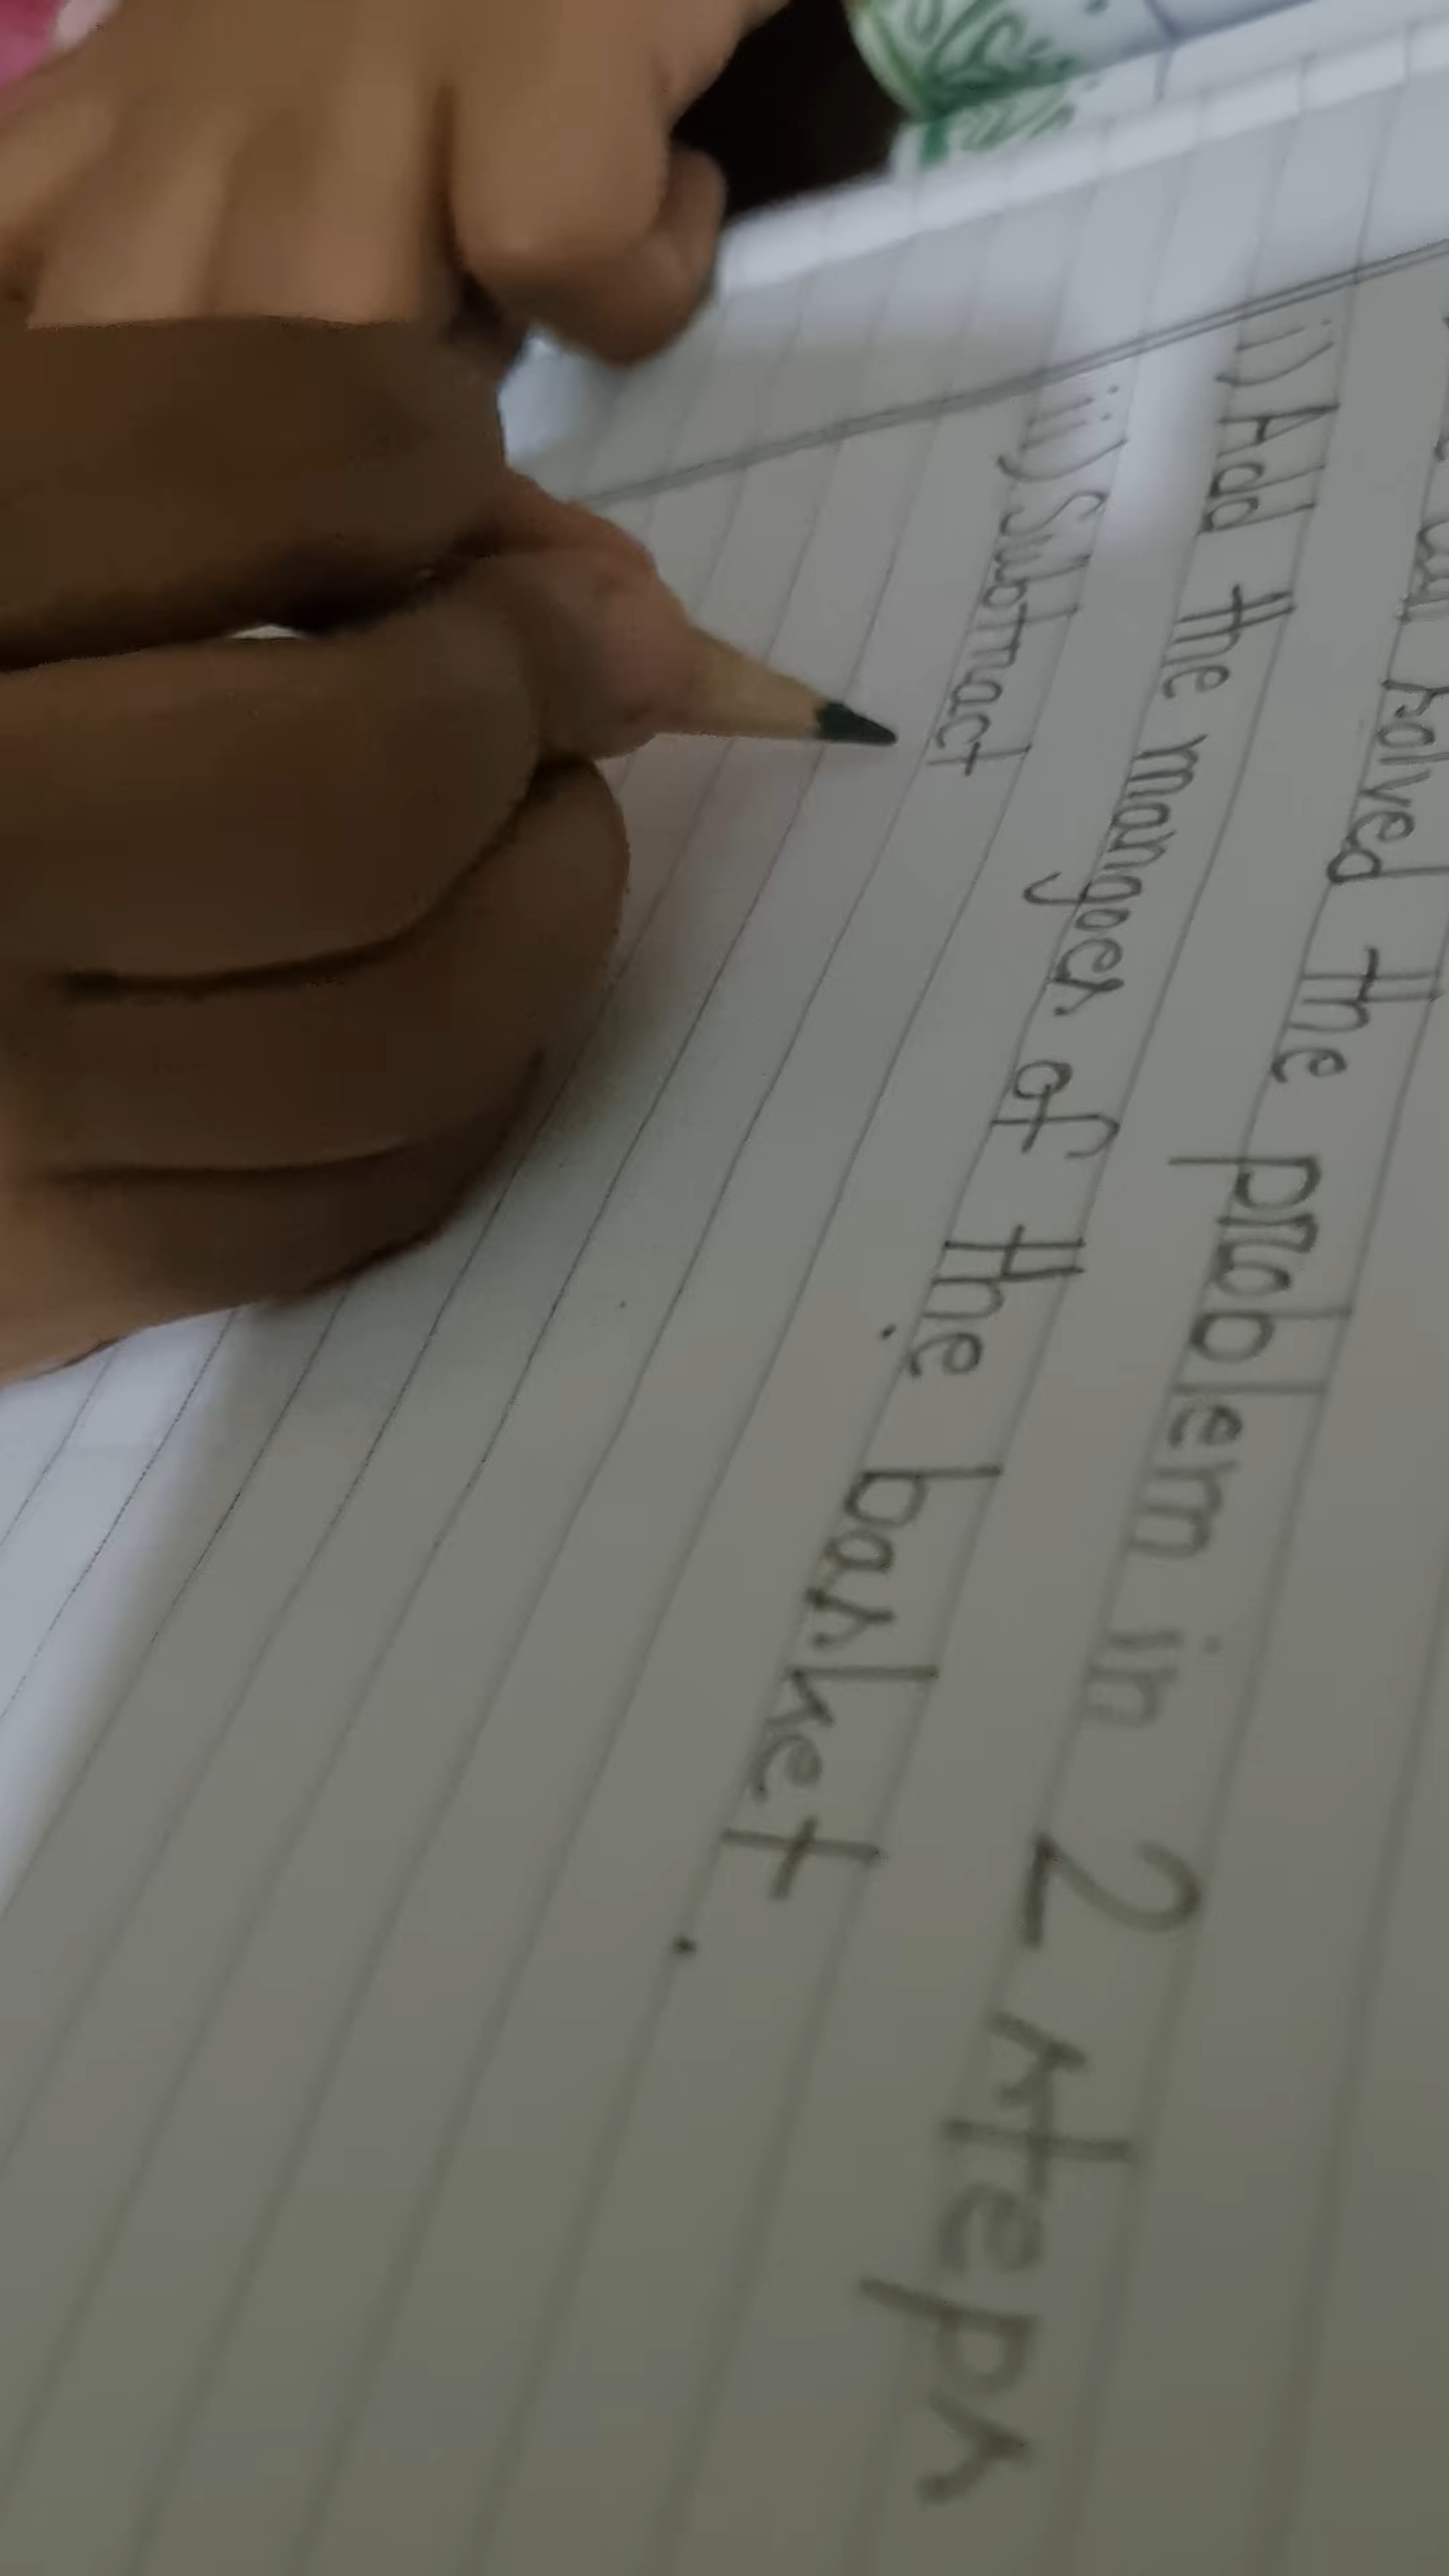 solved the problem in 2 steps
i) Add the mangoes of the basket.
ii) Subtract